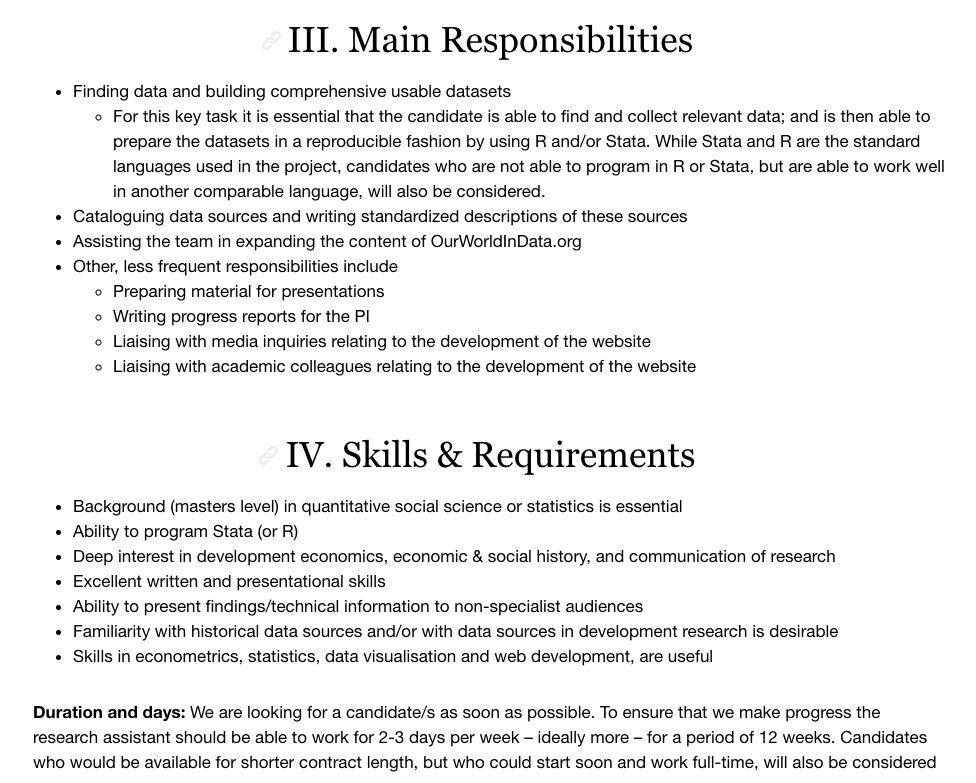 III. Main Responsibilities
• Finding data and building comprehensive usable datasets
◦ For this key task it is essential that the candidate is able to find and collect relevant data; and is then able to
prepare the datasets in a reproducible fashion by using R and/or Stata. While Stata and R are the standard
languages used in the project, candidates who are not able to program in R or Stata, but are able to work well
in another comparable language, will also be considered.
• Cataloguing data sources and writing standardized descriptions of these sources
• Assisting the team in expanding the content of OurWorldInData.org
• Other, less frequent responsibilities include
◦ Preparing material for presentations
◦ Writing progress reports for the PI
◦ Liaising with media inquiries relating to the development of the website
◦ Liaising with academic colleagues relating to the development of the website
IV. Skills & Requirements
• Background (masters level) in quantitative social science or statistics is essential
• Ability to program Stata (or R)
• Deep interest in development economics, economic & social history, and communication of research
• Excellent written and presentational skills
• Ability to present findings/technical information to non-specialist audiences
• Familiarity with historical data sources and/or with data sources in development research is desirable
• Skills in econometrics, statistics, data visualisation and web development, are useful
Duration and days: We are looking for a candidate/s as soon as possible. To ensure that we make progress the
research assistant should be able to work for 2-3 days per week – ideally more – for a period of 12 weeks. Candidates
who would be available for shorter contract length, but who could start soon and work full-time, will also be considered